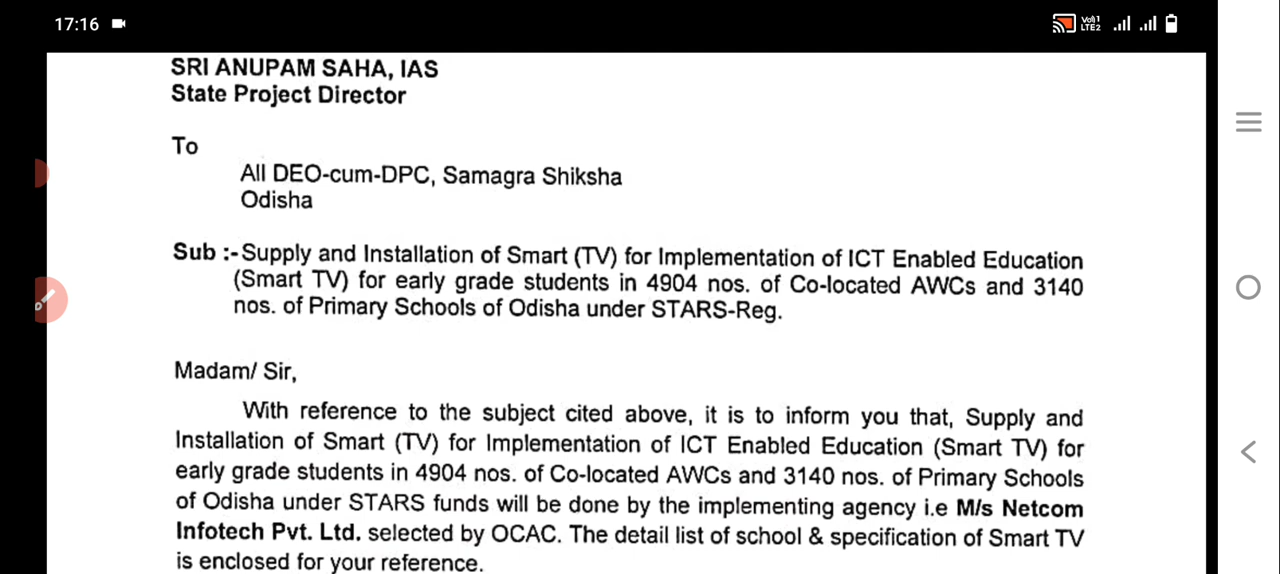 17:16
Vol) 1
LTE2
SRI ANUPAM SAHA, IAS
State Project Director
To
All DEO-cum-DPC, Samagra Shiksha
Odisha
Sub :- Supply and Installation of Smart (TV) for Implementation of ICT Enabled Education
(Smart TV) for early grade students in 4904 nos. of Co-located AWCs and 3140
nos. of Primary Schools of Odisha under STARS-Reg.
Madam/ Sir,
With reference to the subject cited above, it is to inform you that, Supply and
Installation of Smart (TV) for Implementation of ICT Enabled Education (Smart TV) for
early grade students in 4904 nos. of Co-located AWCs and 3140 nos. of Primary Schools
of Odisha under STARS funds will be done by the implementing agency i.e M/s Netcom
Infotech Pvt. Ltd. selected by OCAC. The detail list of school & specification of Smart TV
is enclosed for your reference.